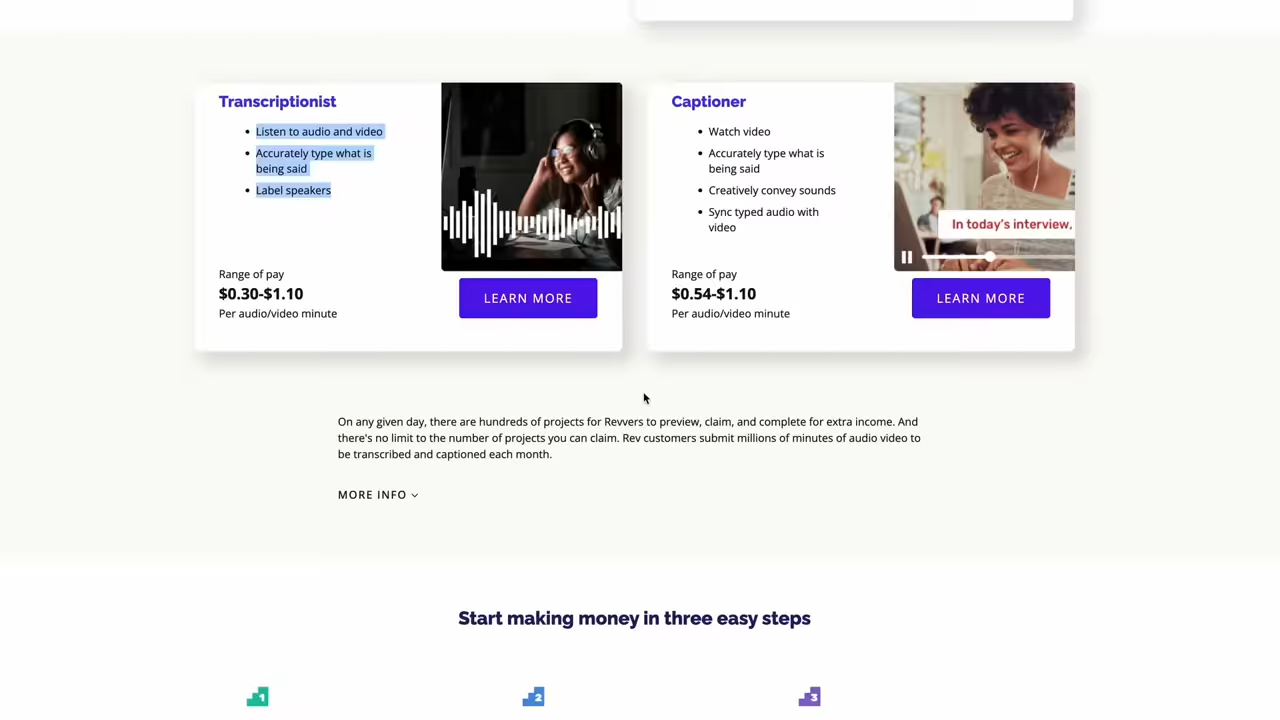 Transcriptionist
Listen to audio and video
Accurately type what is
being said
Label speakers
Range of pay
$0.30-$1.10
Per audio/video minute
LEARN MORE
Captioner
Watch video
Accurately type what is
being said
Creatively convey sounds
Sync typed audio with
video
In today's interview,
Range of pay
$0.54-$1.10
Per audio/video minute
LEARN MORE
On any given day, there are hundreds of projects for Revvers to preview, claim, and complete for extra income. And
there's no limit to the number of projects you can claim. Rev customers submit millions of minutes of audio video to
be transcribed and captioned each month.
MORE INFO
Start making money in three easy steps
1
2
3